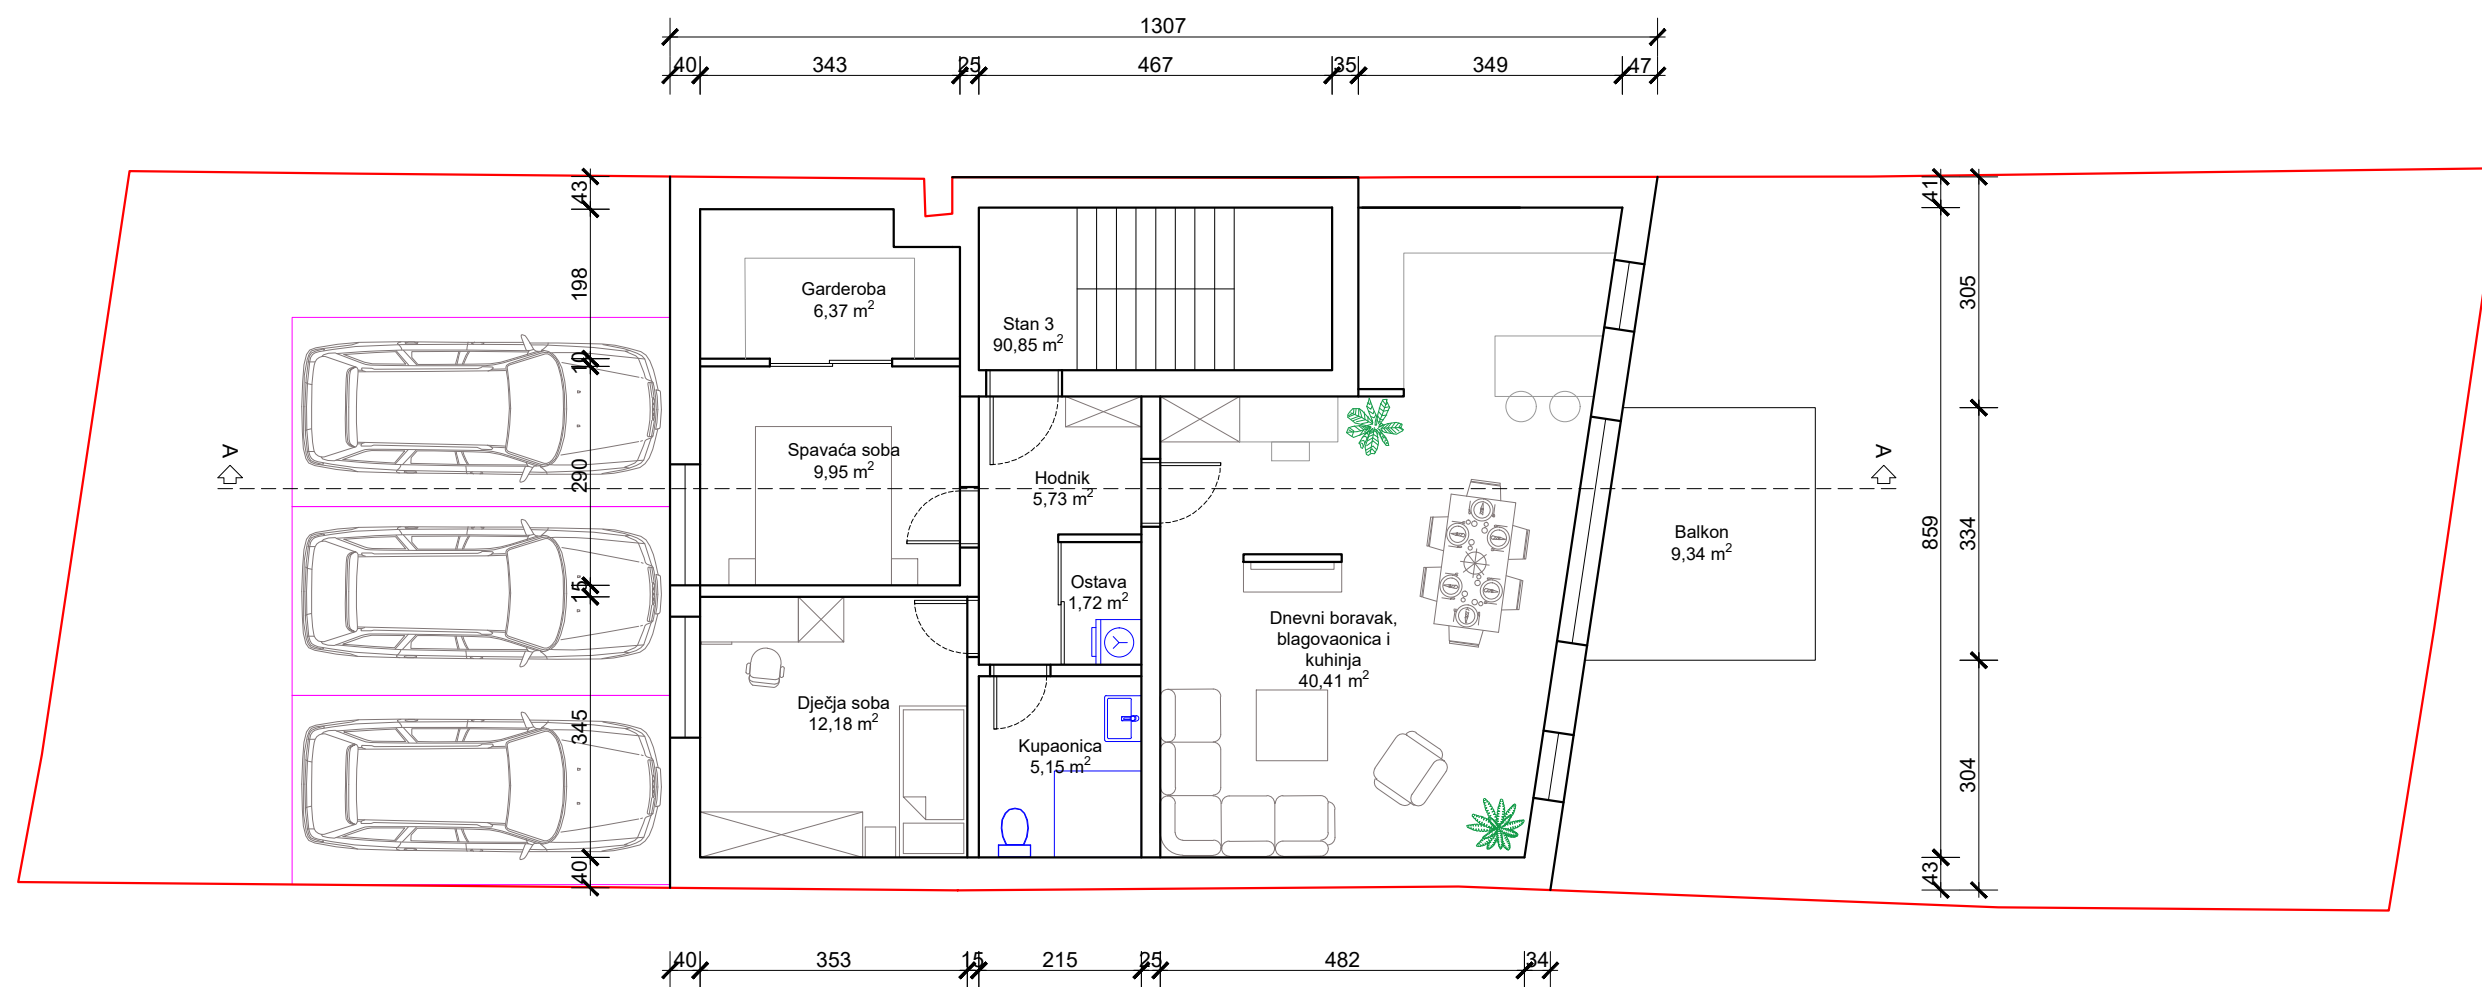 1307
40 343 25 467 35 349 47
43
198
10
290
15
345
40
Garderoba
6,37 m²
Stan 3
90,85 m²
Spavaća soba
9,95 m²
Hodnik
5,73 m²
Ostava
1,72 m²
Dnevni boravak,
blagovaonica i
kuhinja
40,41 m²
Dječja soba
12,18 m²
Kupaonica
5,15 m²
Balkon
9,34 m²
A
A
41
859
43
305
334
304
40 353 15 215 25 482 34